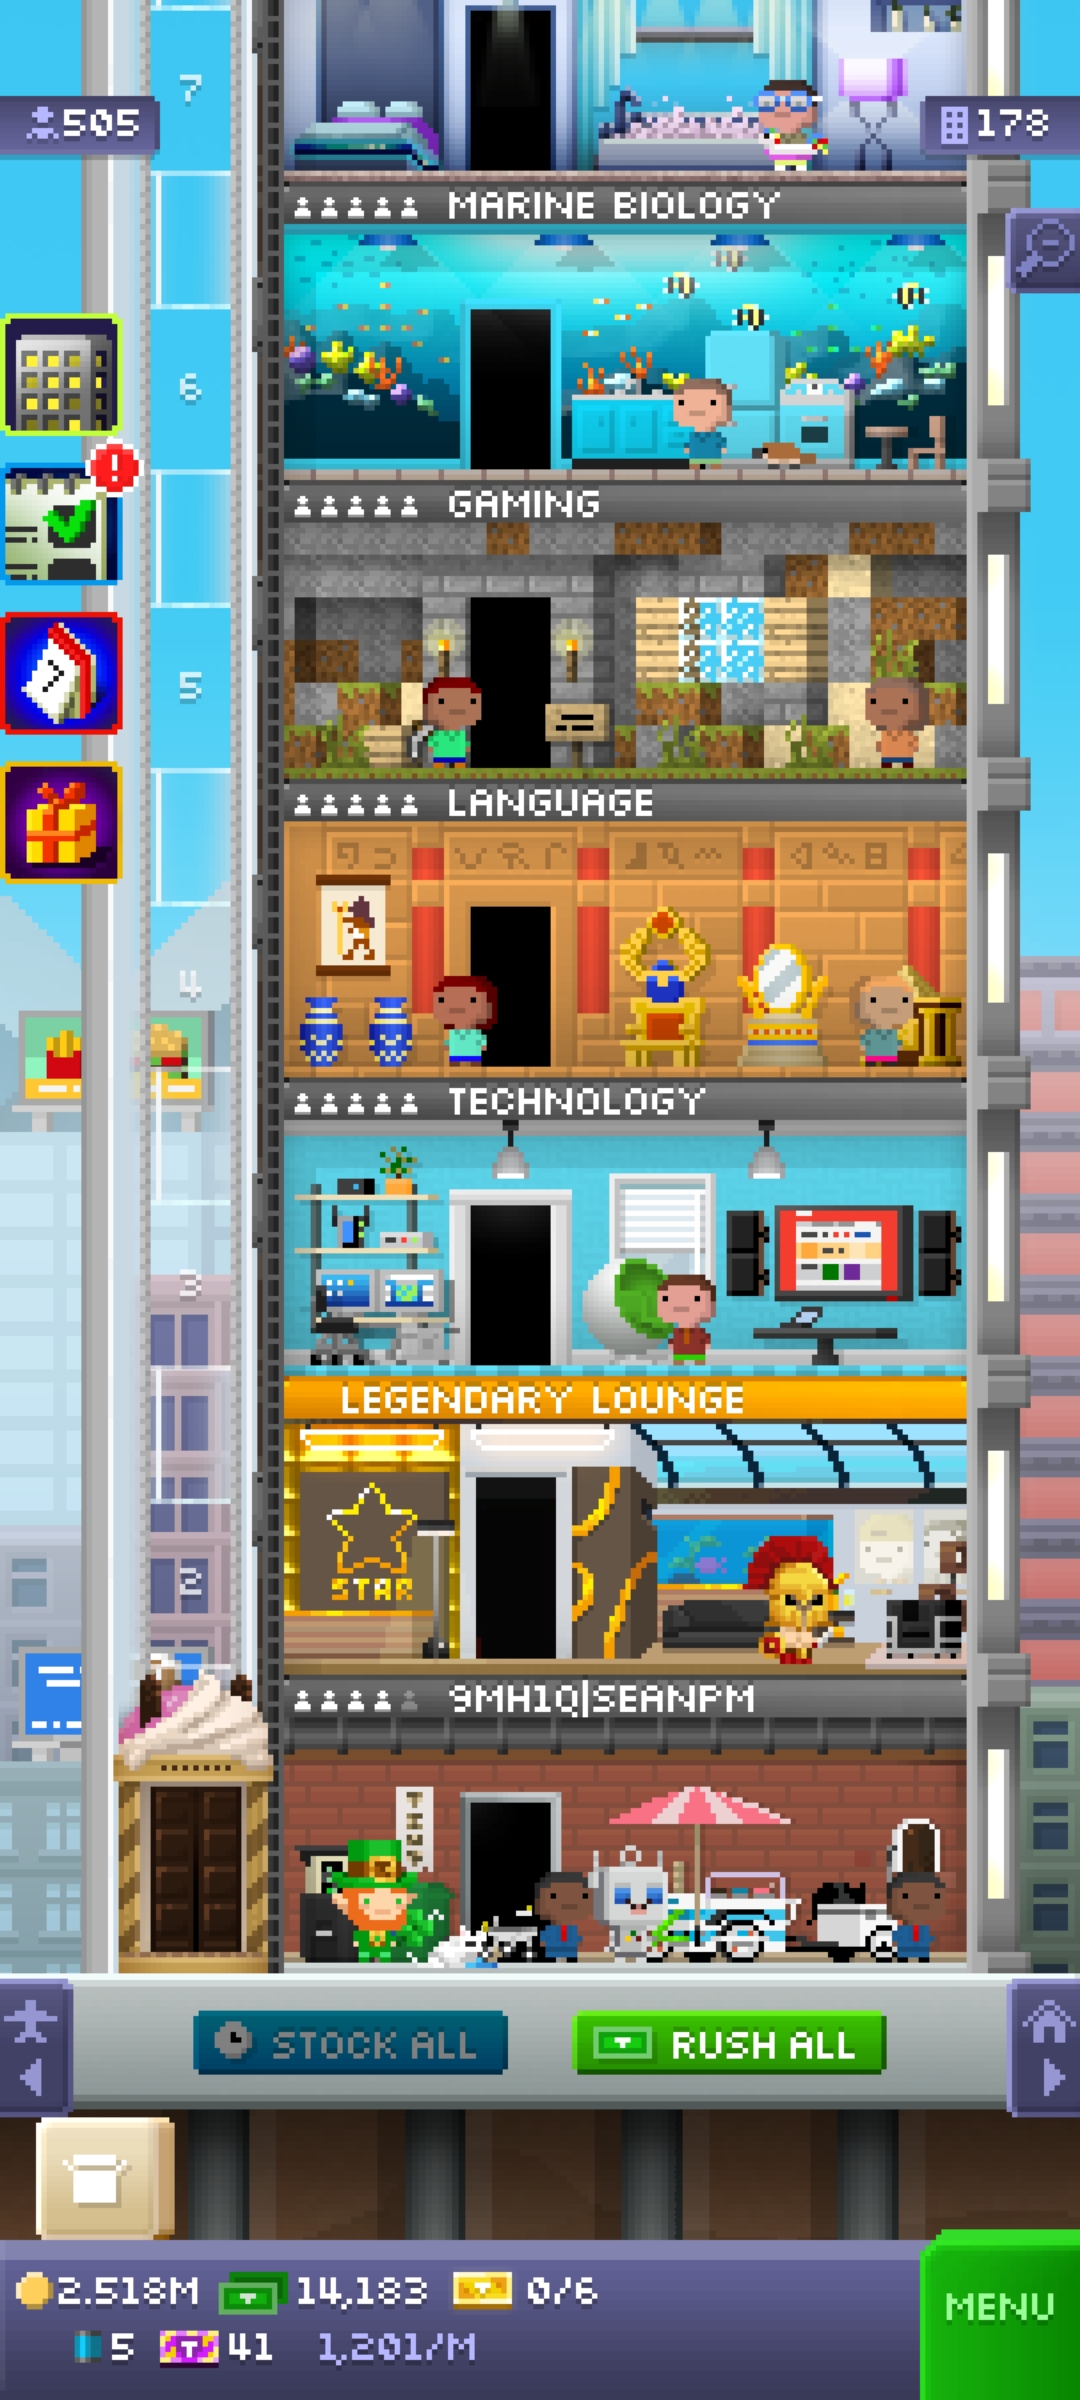 7
505
178
MARINE BIOLOGY
6
GAMING
5
LANGUAGE
4
TECHNOLOGY
3
LEGENDARY LOUNGE
STAR
2
9MH1Q|SEANPM
TINY
STOCK ALL
RUSH ALL
2.518M 14,183 0/6
5 41 1,201/M
MENU